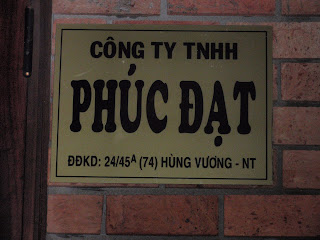 CÔNG TY TNHH
PHÚC ĐẠT
ĐĐKD: 24/45ᴬ (74) HÙNG VƯƠNG - NT